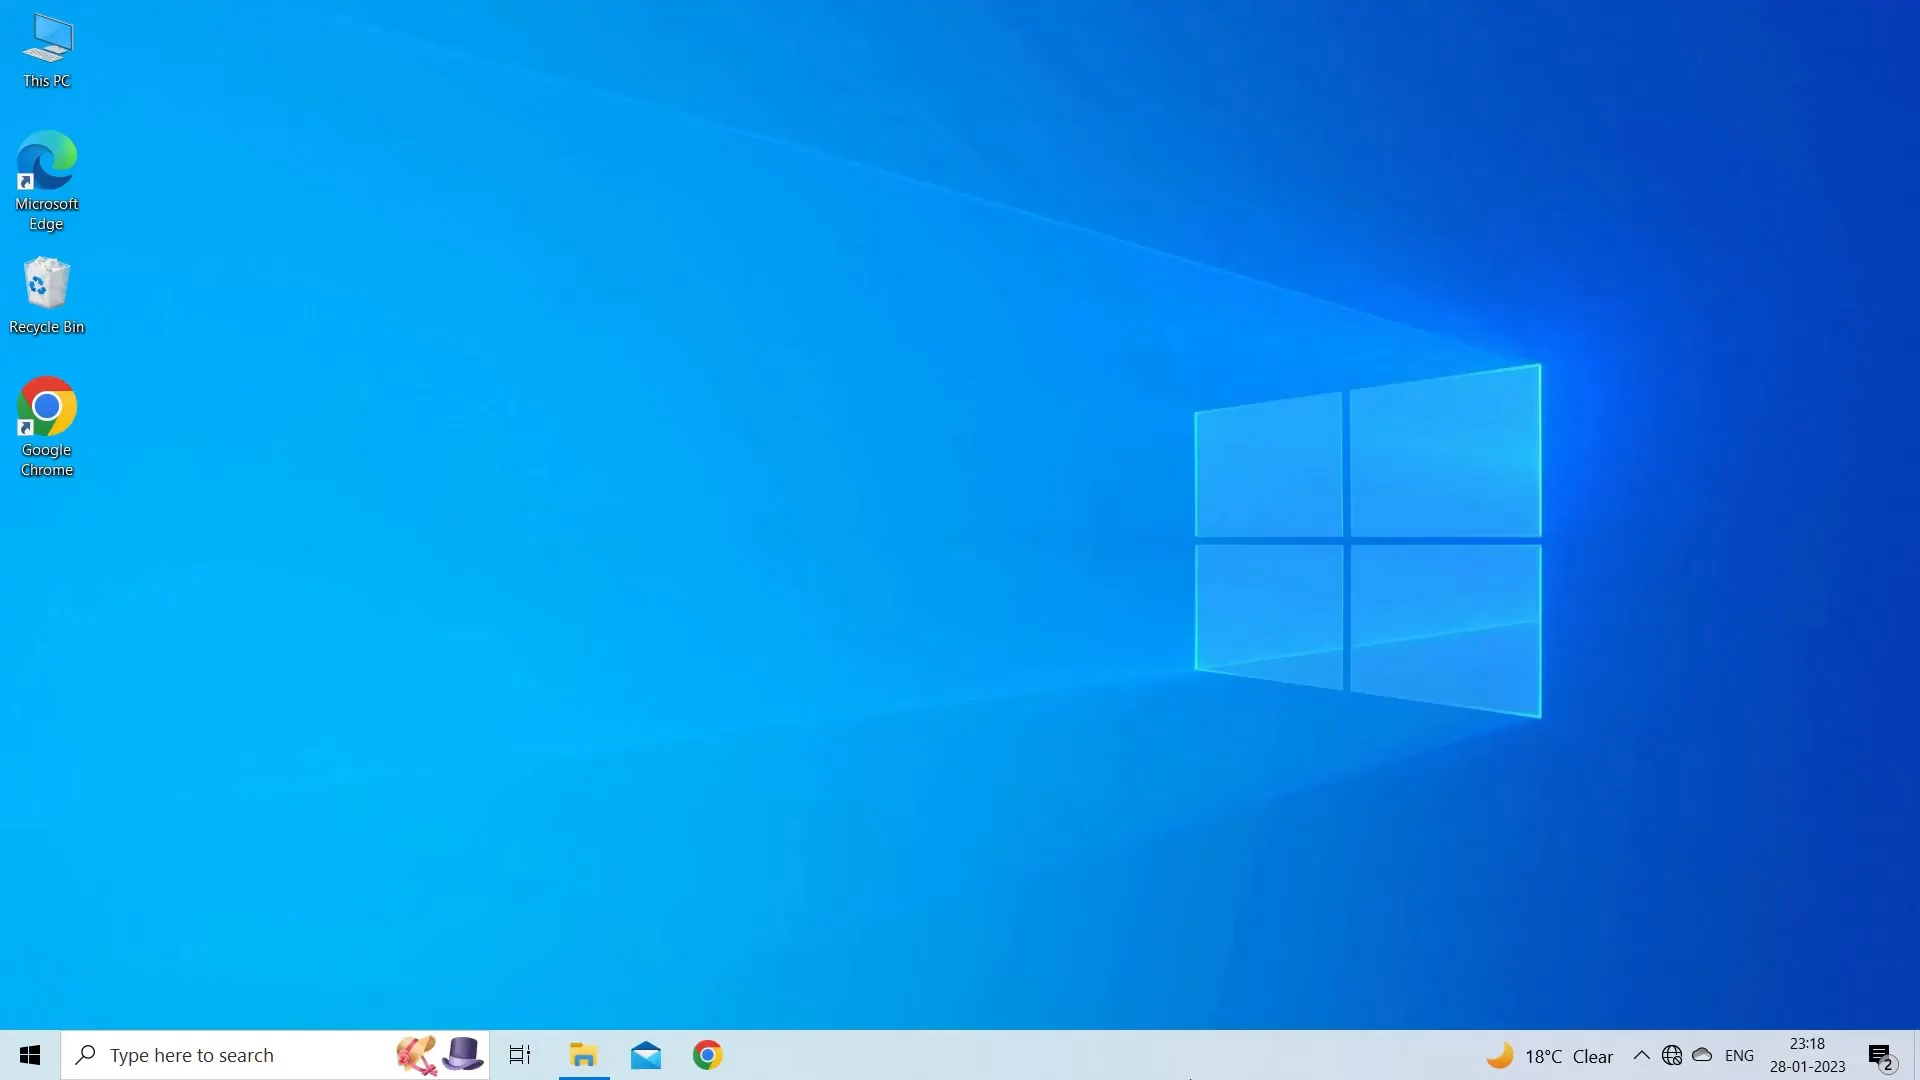 This PC
Microsoft
Edge
Recycle Bin
Google
Chrome
Type here to search
18°C Clear
ENG
23:18
28-01-2023
2